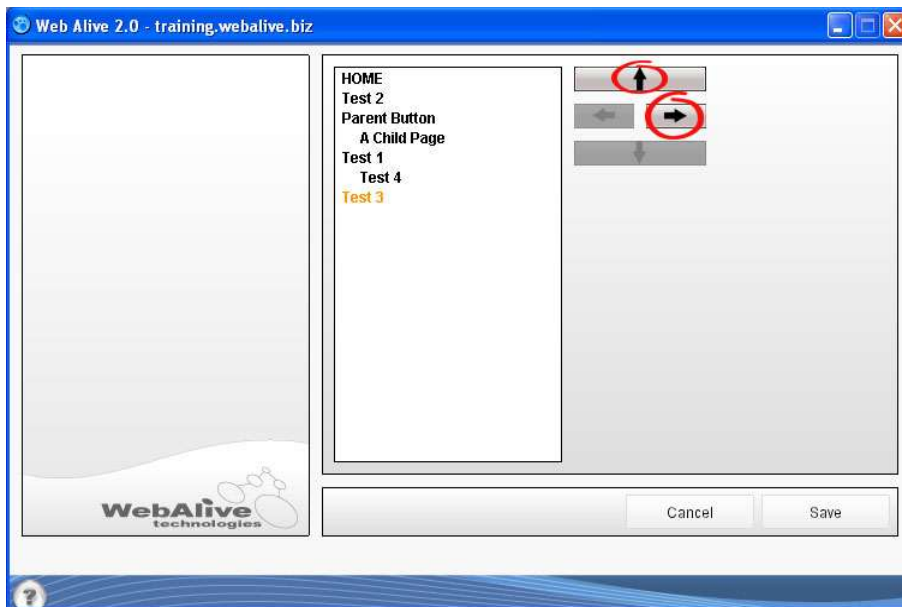 Web Alive 2.0 - training.webalive.biz
HOME
Test 2
Parent Button
A Child Page
Test 1
Test 4
Test 3
WebAlive
technologies
Cancel
Save
?